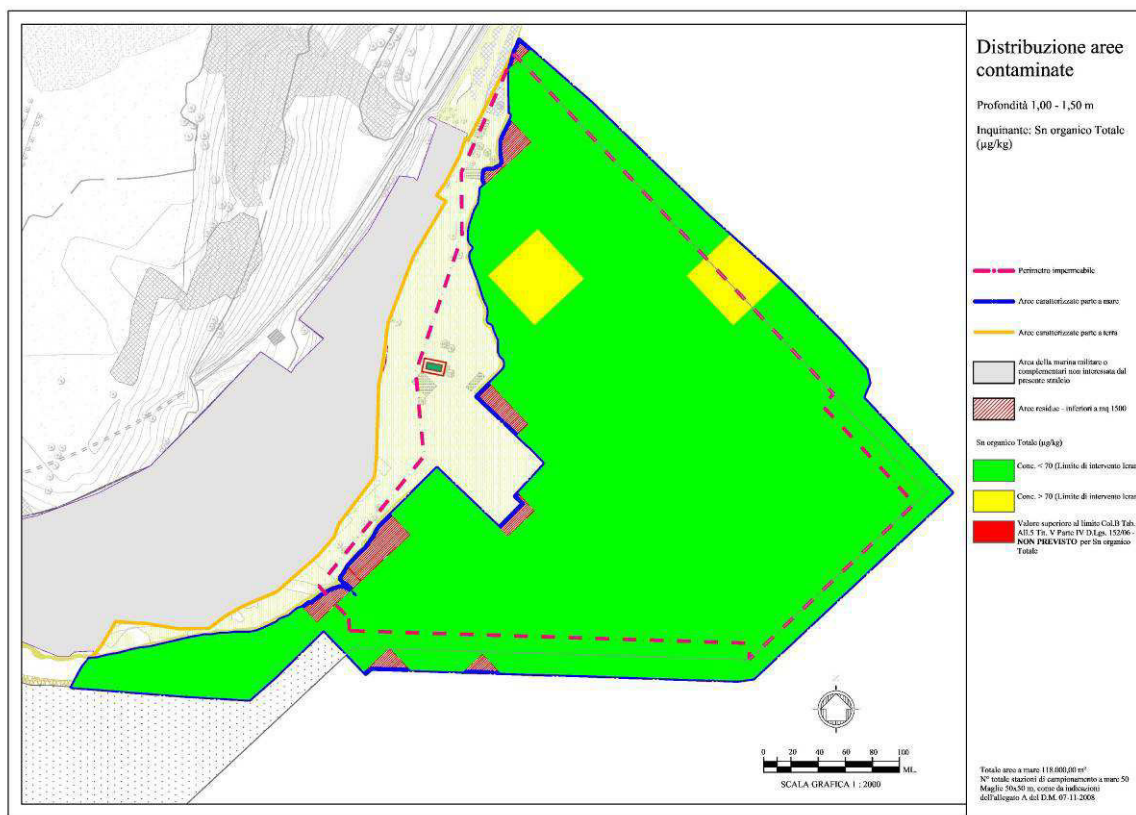 Distribuzione aree
contaminate
Profondità 1,00 - 1,50 m
Inquinante: Sn organico Totale
(µg/kg)
Perimetro impermeabile
Aree caratterizzate parte a mare
Aree caratterizzate parte a terra
Area della marina militare o
complementari non interessata dal
presente stralcio
Aree residue - inferiori a mq 1500
Sn organico Totale (µg/kg)
Conc. < 70 (Limite di intervento Icram
Conc. > 70 (Limite di intervento Icram
Valore superiore al limite Col.B Tab.
All.5 Tit. V Parte IV D.Lgs. 152/06 -
NON PREVISTO per Sn organico
Totale
0 20 40 60 80 100
ML.
SCALA GRAFICA 1 : 2000
Totale area a mare 118.000,00 m²
N° totale stazioni di campionamento a mare 50
Maglie 50x50 m, come da indicazioni
dell'allegato A del D.M. 07-11-2008